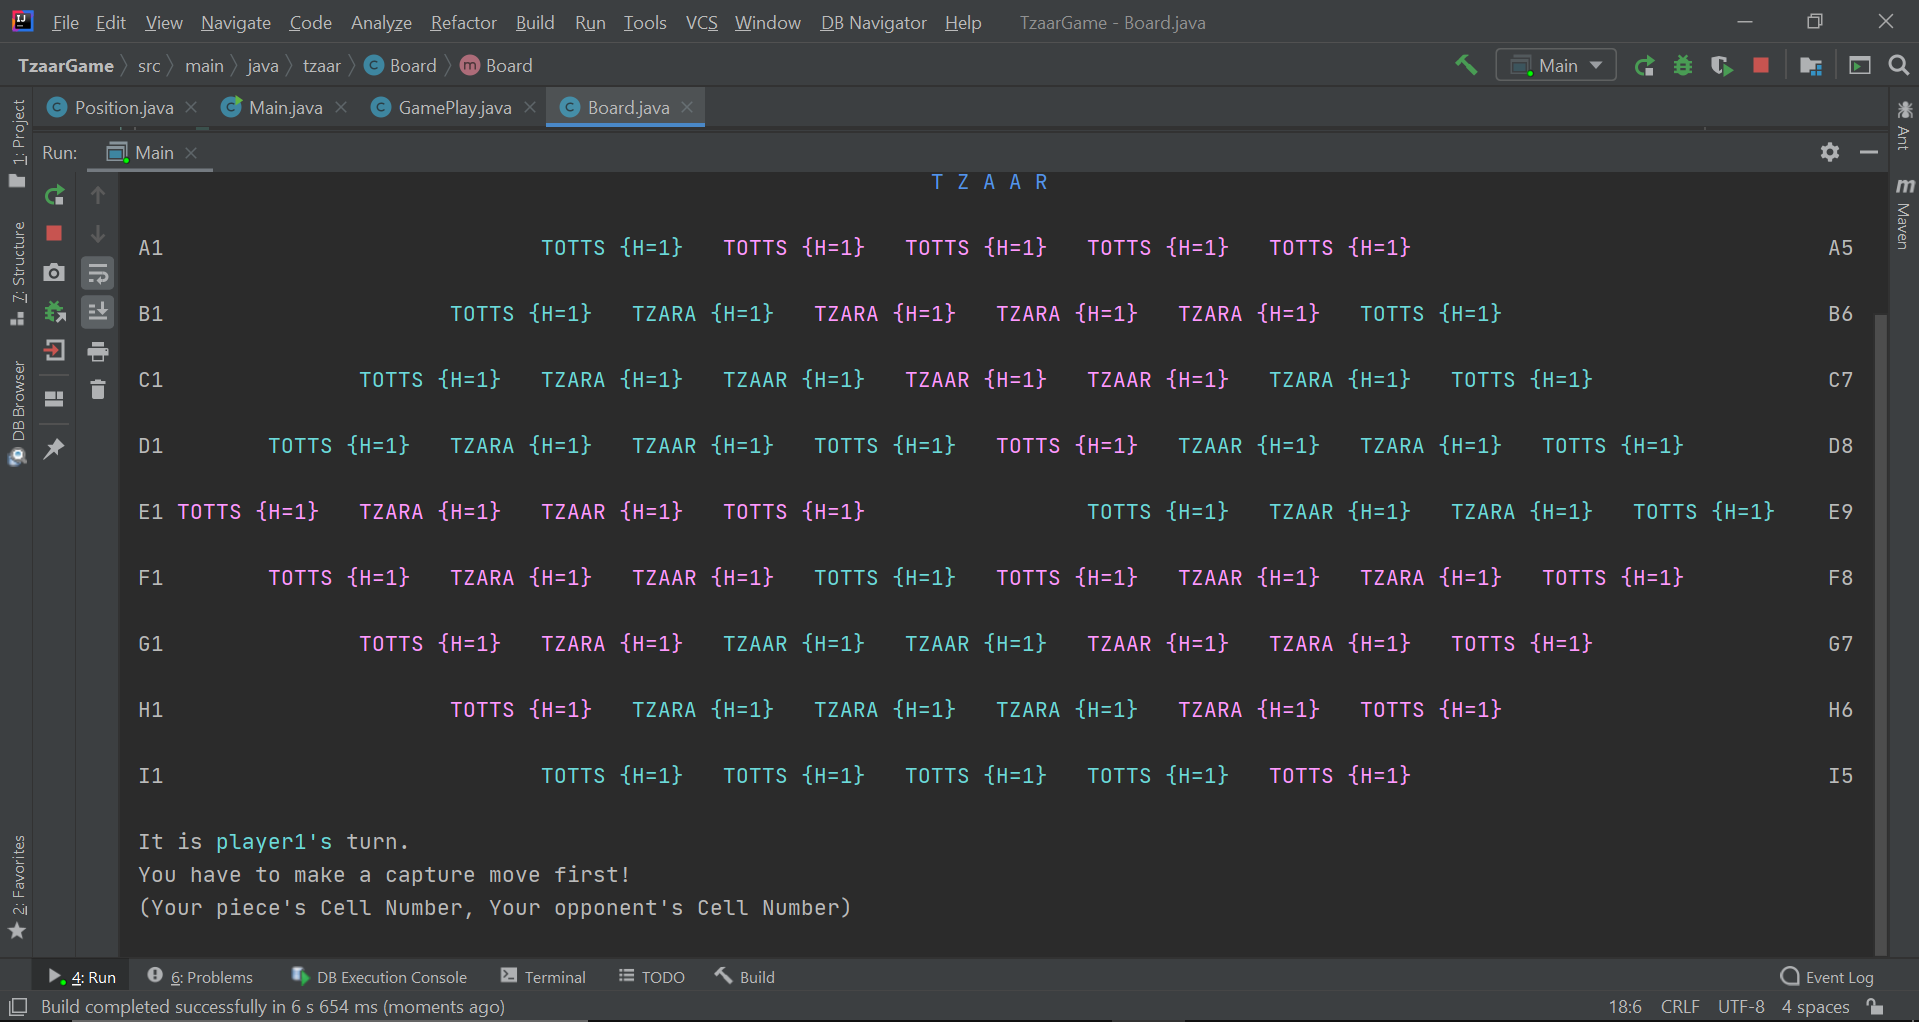 File Edit View Navigate Code Analyze Refactor Build Run Tools VCS Window DB Navigator Help TzaarGame - Board.java
TzaarGame src main java tzaar Board Board Main
Position.java Main.java GamePlay.java Board.java
Run: Main
1: Project
7: Structure
DB Browser
2: Favorites
Ant
Maven
T Z A A R
A1 TOTTS {H=1} TOTTS {H=1} TOTTS {H=1} TOTTS {H=1} TOTTS {H=1} A5
B1 TOTTS {H=1} TZARA {H=1} TZARA {H=1} TZARA {H=1} TZARA {H=1} TOTTS {H=1} B6
C1 TOTTS {H=1} TZARA {H=1} TZAAR {H=1} TZAAR {H=1} TZAAR {H=1} TZARA {H=1} TOTTS {H=1} C7
D1 TOTTS {H=1} TZARA {H=1} TZAAR {H=1} TOTTS {H=1} TOTTS {H=1} TZAAR {H=1} TZARA {H=1} TOTTS {H=1} D8
E1 TOTTS {H=1} TZARA {H=1} TZAAR {H=1} TOTTS {H=1} TOTTS {H=1} TZAAR {H=1} TZARA {H=1} TOTTS {H=1} E9
F1 TOTTS {H=1} TZARA {H=1} TZAAR {H=1} TOTTS {H=1} TOTTS {H=1} TZAAR {H=1} TZARA {H=1} TOTTS {H=1} F8
G1 TOTTS {H=1} TZARA {H=1} TZAAR {H=1} TZAAR {H=1} TZAAR {H=1} TZARA {H=1} TOTTS {H=1} G7
H1 TOTTS {H=1} TZARA {H=1} TZARA {H=1} TZARA {H=1} TZARA {H=1} TOTTS {H=1} H6
I1 TOTTS {H=1} TOTTS {H=1} TOTTS {H=1} TOTTS {H=1} TOTTS {H=1} I5
It is player1's turn.
You have to make a capture move first!
(Your piece's Cell Number, Your opponent's Cell Number)
4: Run 6: Problems DB Execution Console Terminal TODO Build Event Log
Build completed successfully in 6 s 654 ms (moments ago) 18:6 CRLF UTF-8 4 spaces